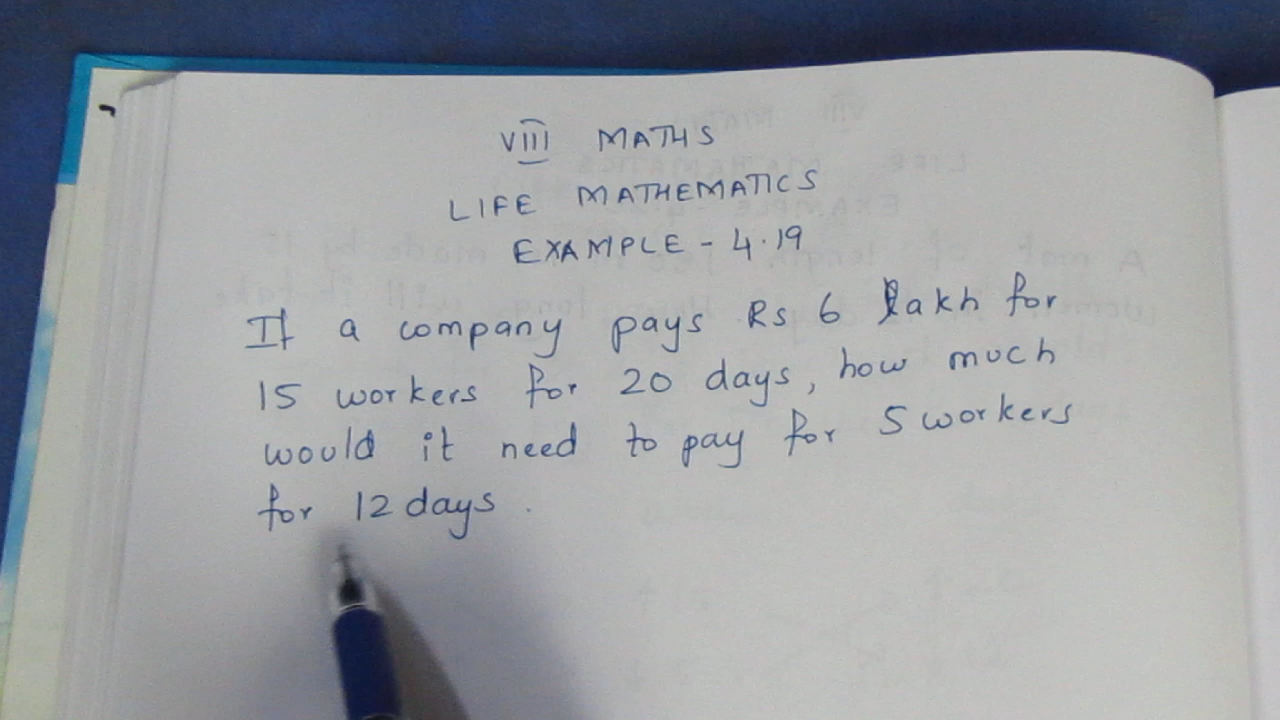 VIII MATHS
LIFE MATHEMATICS
EXAMPLE - 4.19
If a company pays Rs 6 lakh for
15 workers for 20 days, how much
would it need to pay for 5 workers
for 12 days.